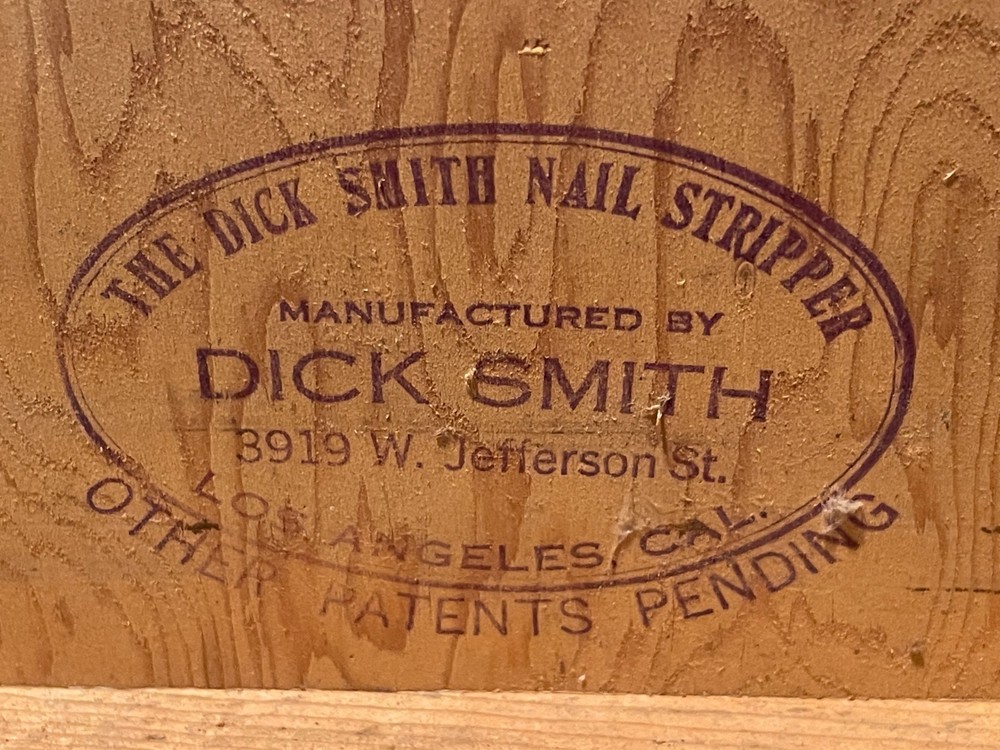 THE DICK SMITH NAIL STRIPPER
MANUFACTURED BY
DICK SMITH
3919 W. Jefferson St.
LOS ANGELES, CAL.
OTHER PATENTS PENDING